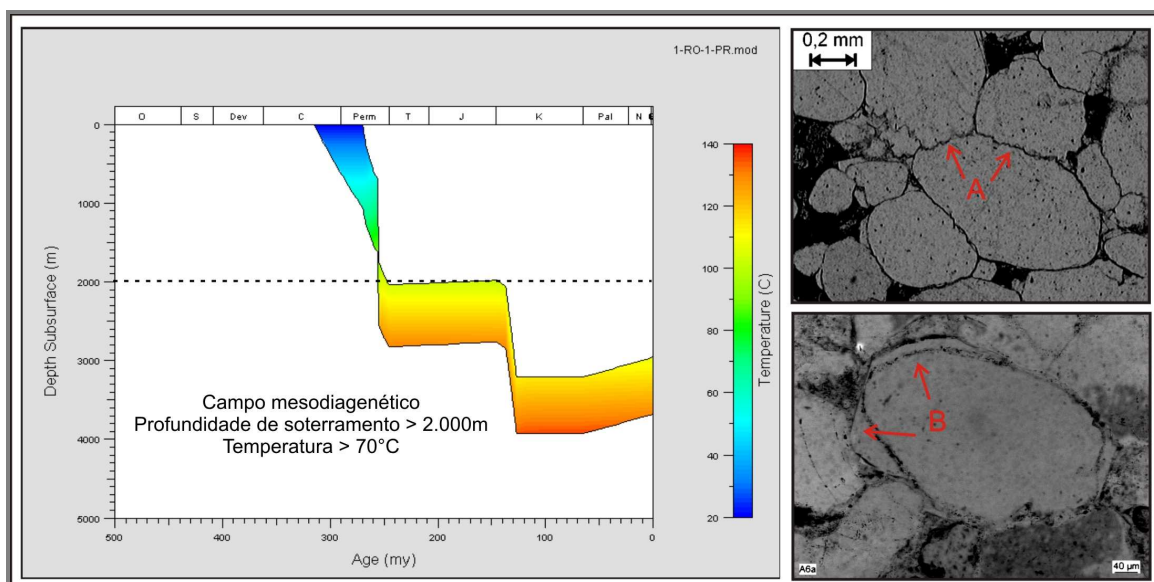 1-RO-1-PR.mod
O S Dev C Perm T J K Pal N
0
1000
2000
3000
4000
5000
Depth Subsurface (m)
Campo mesodiagenético
Profundidade de soterramento > 2.000m
Temperatura > 70°C
500 400 300 200 100 0
Age (my)
140
120
100
80
60
40
20
Temperature (C)
0,2 mm
A
B
A6a
40 µm